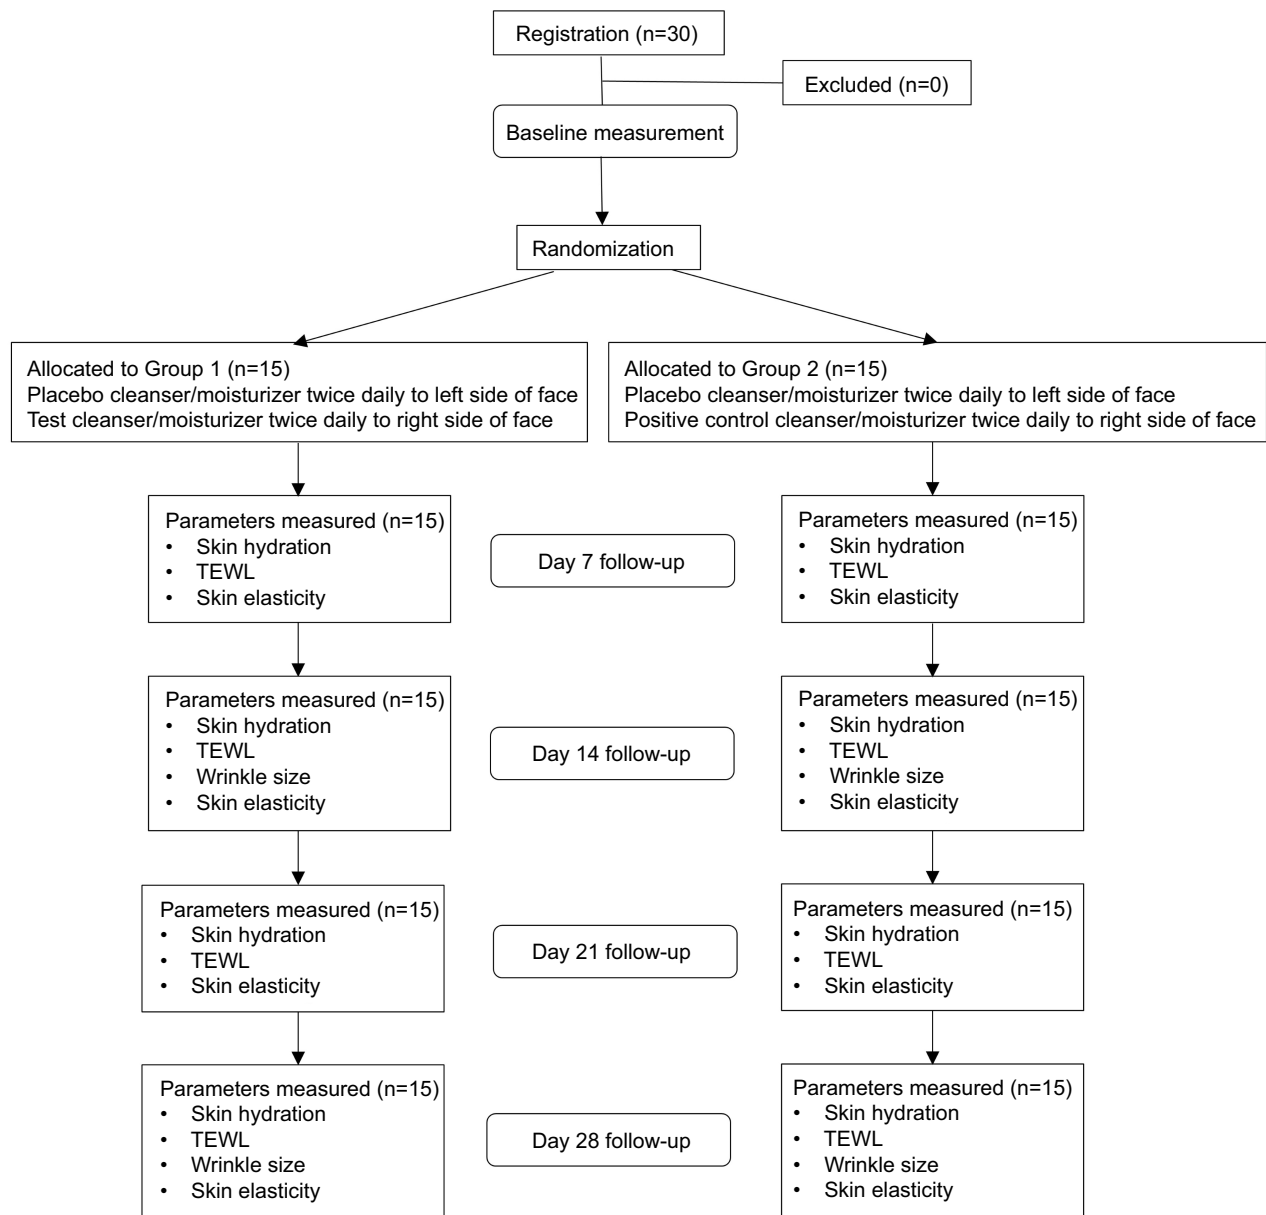 Registration (n=30)
Excluded (n=0)
Baseline measurement
Randomization
Allocated to Group 1 (n=15)
Placebo cleanser/moisturizer twice daily to left side of face
Test cleanser/moisturizer twice daily to right side of face
Allocated to Group 2 (n=15)
Placebo cleanser/moisturizer twice daily to left side of face
Positive control cleanser/moisturizer twice daily to right side of face
Parameters measured (n=15)
• Skin hydration
• TEWL
• Skin elasticity
Day 7 follow-up
Parameters measured (n=15)
• Skin hydration
• TEWL
• Skin elasticity
Parameters measured (n=15)
• Skin hydration
• TEWL
• Wrinkle size
• Skin elasticity
Day 14 follow-up
Parameters measured (n=15)
• Skin hydration
• TEWL
• Wrinkle size
• Skin elasticity
Parameters measured (n=15)
• Skin hydration
• TEWL
• Skin elasticity
Day 21 follow-up
Parameters measured (n=15)
• Skin hydration
• TEWL
• Skin elasticity
Parameters measured (n=15)
• Skin hydration
• TEWL
• Wrinkle size
• Skin elasticity
Day 28 follow-up
Parameters measured (n=15)
• Skin hydration
• TEWL
• Wrinkle size
• Skin elasticity